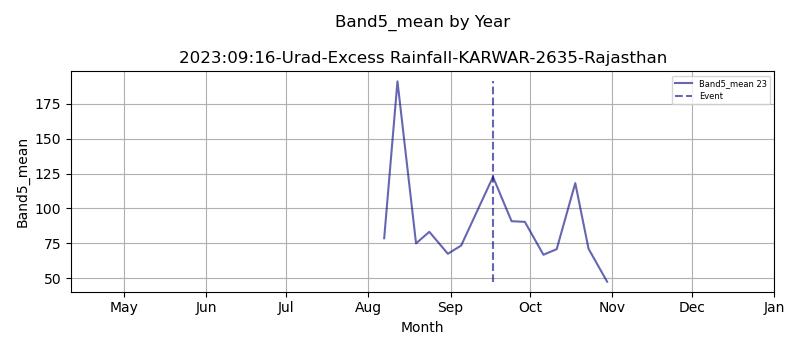 Band5_mean by Year
2023:09:16-Urad-Excess Rainfall-KARWAR-2635-Rajasthan
Band5_mean 23
Event
175
150
125
100
75
50
Band5_mean
May Jun Jul Aug Sep Oct Nov Dec Jan
Month